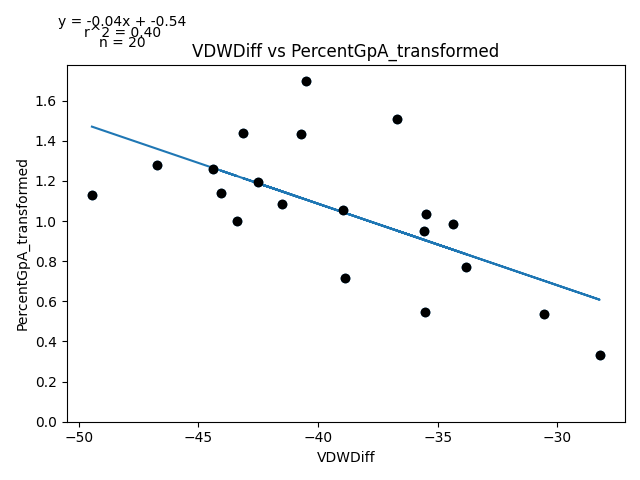 y = -0.04x + -0.54
r^2 = 0.40
n = 20
VDWDiff vs PercentGpA_transformed
PercentGpA_transformed
1.6
1.4
1.2
1.0
0.8
0.6
0.4
0.2
0.0
−50 −45 −40 −35 −30
VDWDiff